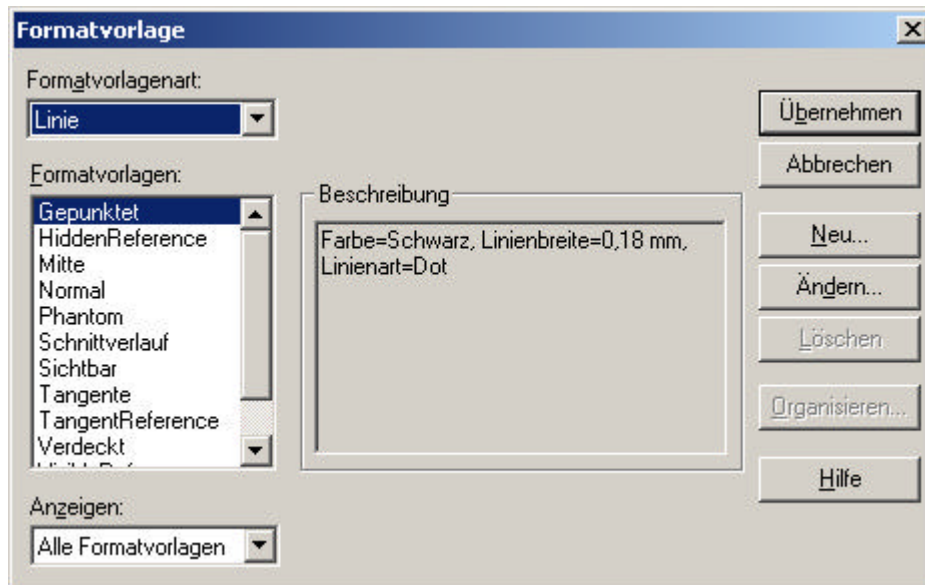 Formatvorlage
Formatvorlagenart:
Linie
Formatvorlagen:
Gepunktet
HiddenReference
Mitte
Normal
Phantom
Schnittverlauf
Sichtbar
Tangente
TangentReference
Verdeckt
Anzeigen:
Alle Formatvorlagen
Beschreibung
Farbe=Schwarz, Linienbreite=0,18 mm,
Linienart=Dot
Übernehmen
Abbrechen
Neu...
Ändern...
Löschen
Organisieren...
Hilfe